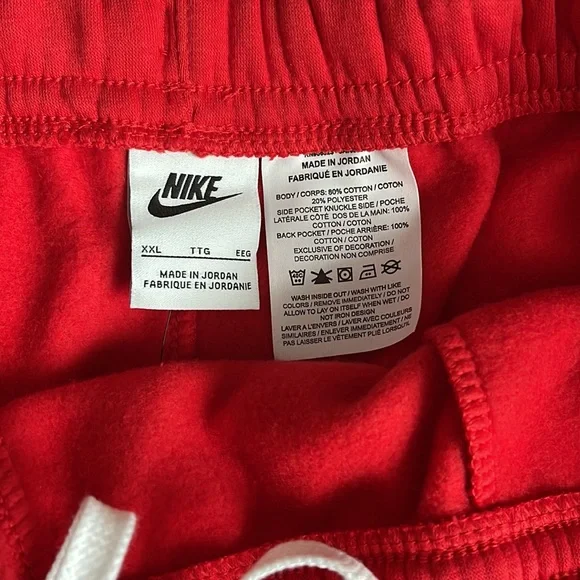 NIKE
XXL TTG EEG
MADE IN JORDAN
FABRIQUE EN JORDANIE
MADE IN JORDAN
FABRIQUÉ EN JORDANIE
BODY / CORPS: 80% COTTON / COTON
20% POLYESTER
SIDE POCKET KNUCKLE SIDE / POCHE
LATÉRALE CÔTÉ DOS DE LA MAIN: 100%
COTTON / COTON
BACK POCKET / POCHE ARRIÈRE: 100%
COTTON / COTON
EXCLUSIVE OF DECORATION /
DECORATION NON COMPRISE
WASH INSIDE OUT / WASH WITH LIKE
COLORS / REMOVE IMMEDIATELY / DO NOT
ALLOW TO LAY ON ITSELF WHEN WET / DO
NOT IRON DESIGN
LAVER A L'ENVERS / LAVER AVEC COULEURS
SIMILAIRES / ENLEVER IMMEDIATEMENT / NE
PAS LAISSER LE VÊTEMENT PLIÉ LORSQU'IL